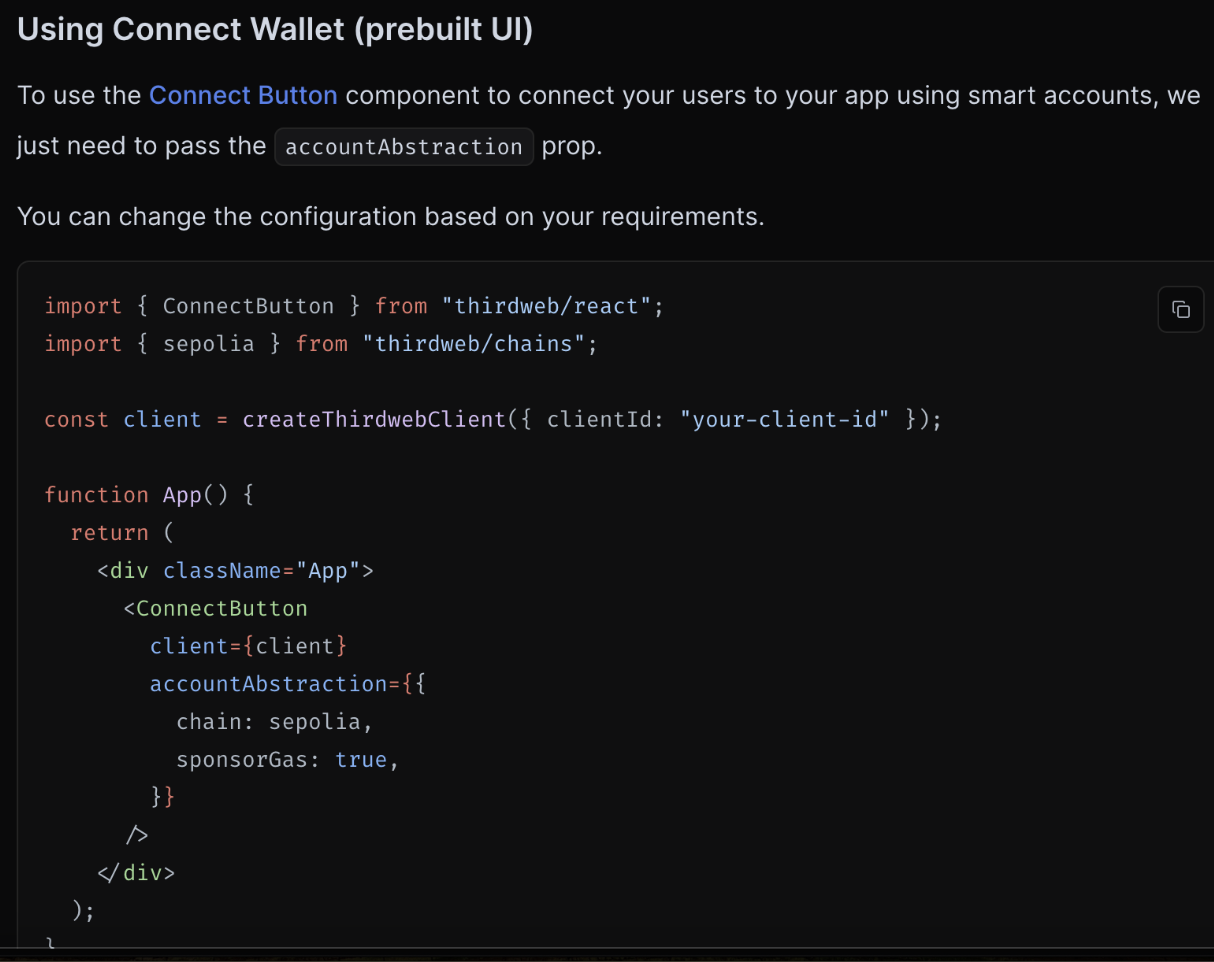 Using Connect Wallet (prebuilt UI)
To use the Connect Button component to connect your users to your app using smart accounts, we
just need to pass the accountAbstraction prop.
You can change the configuration based on your requirements.
import { ConnectButton } from "thirdweb/react";
import { sepolia } from "thirdweb/chains";
const client = createThirdwebClient({ clientId: "your-client-id" });
function App() {
return (
<div className="App">
<ConnectButton
client={client}
accountAbstraction={{
chain: sepolia,
sponsorGas: true,
}}
/>
</div>
);
}